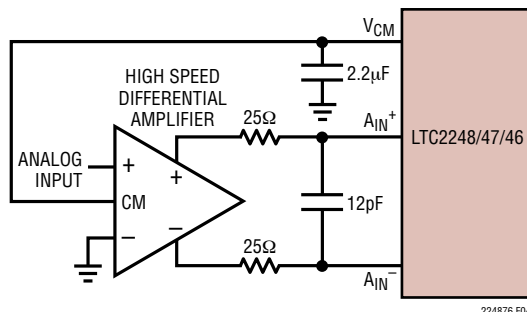 V_CM
HIGH SPEED
DIFFERENTIAL
AMPLIFIER
2.2µF
25Ω
A_IN^+
LTC2248/47/46
ANALOG
INPUT
+
+
CM
12pF
–
–
25Ω
A_IN^–